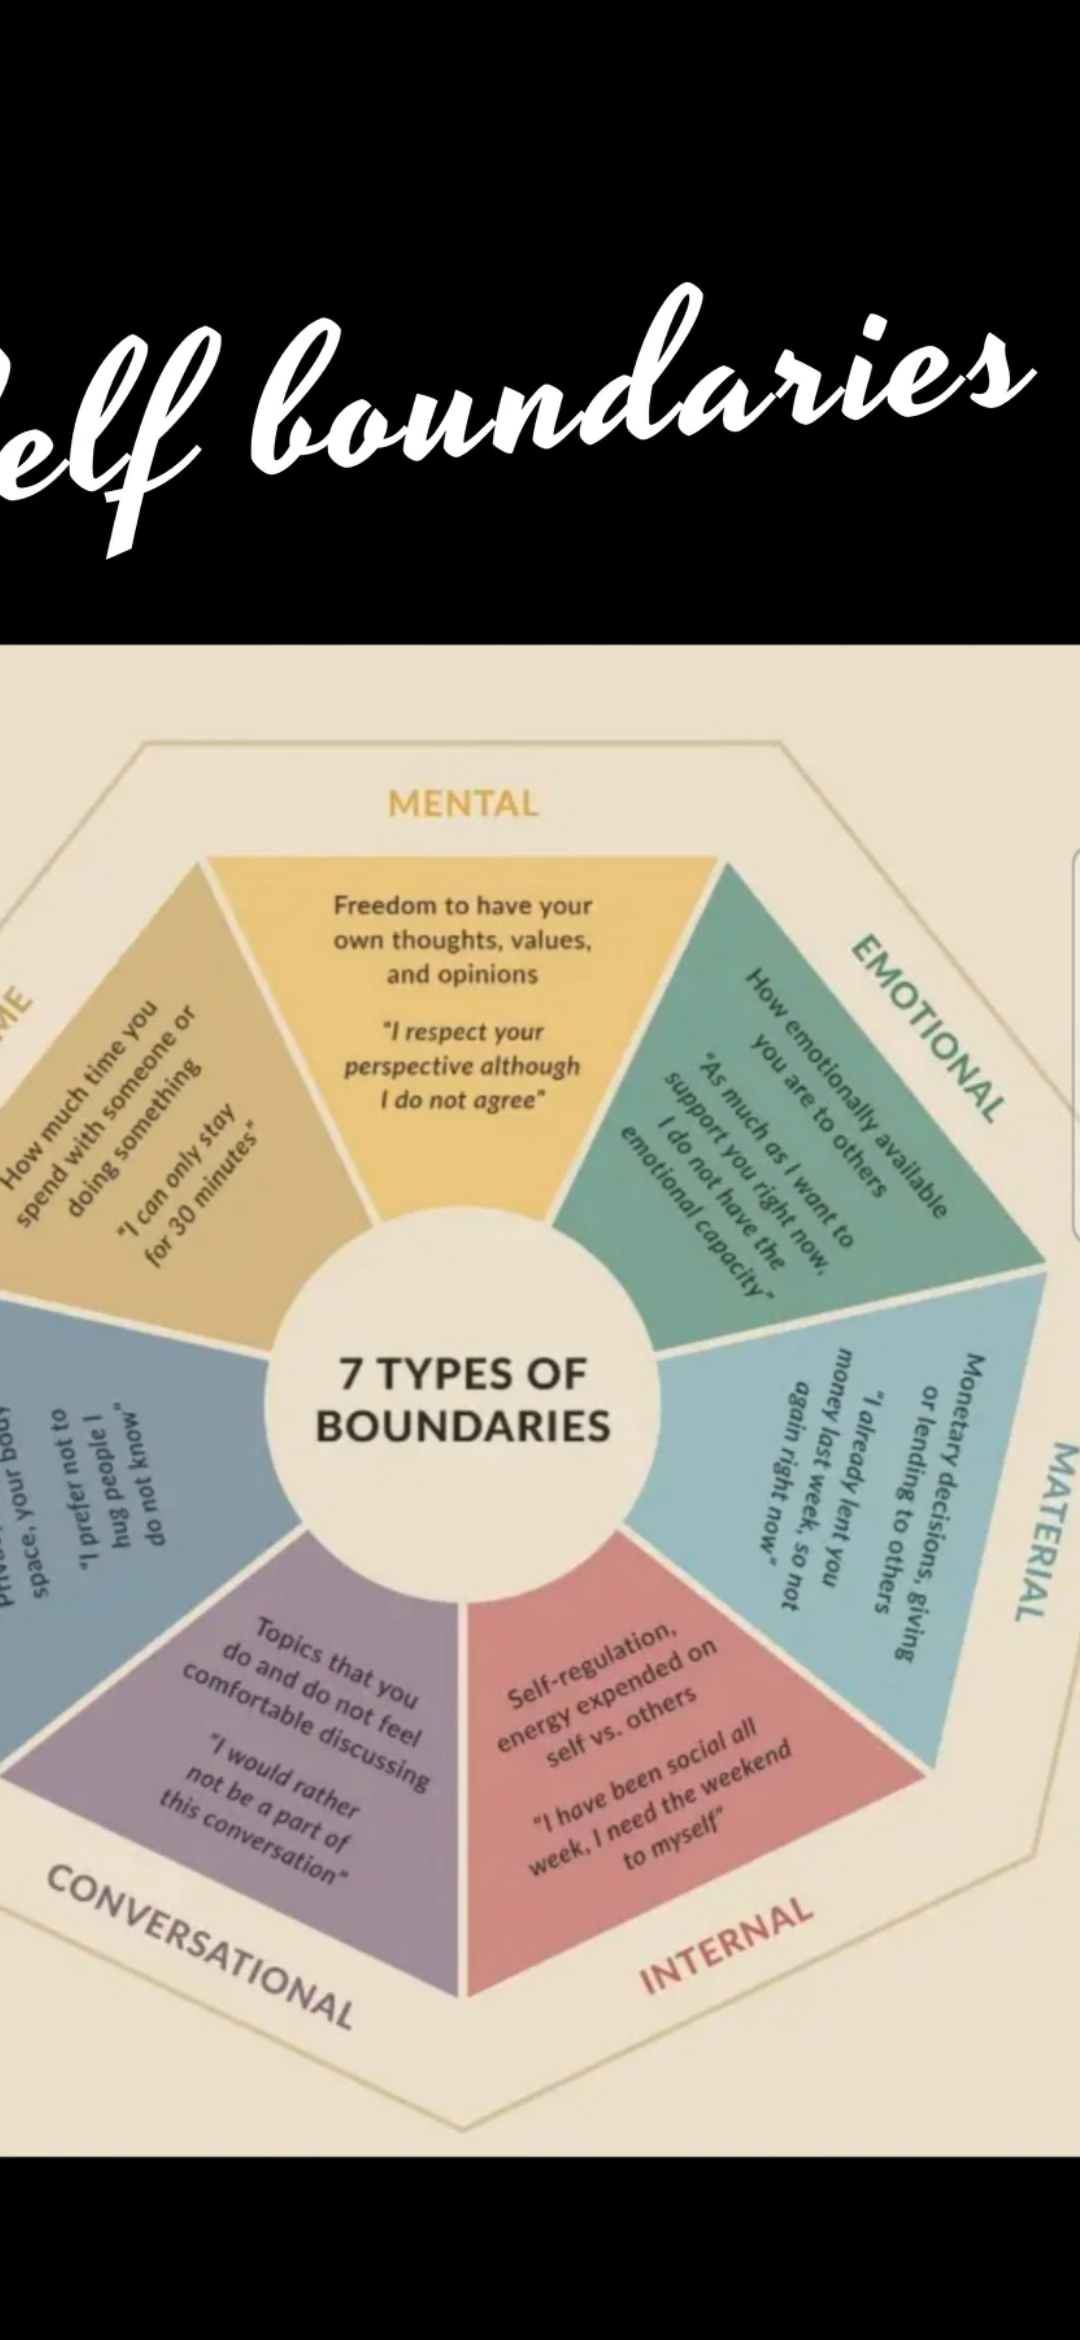 elf boundaries
MENTAL
Freedom to have your
own thoughts, values,
and opinions
"I respect your
perspective although
I do not agree"
EMOTIONAL
How emotionally available
you are to others
"As much as I want to
support you right now,
I do not have the
emotional capacity"
MATERIAL
Monetary decisions, giving
or lending to others
"I already lent you
money last week, so not
again right now"
INTERNAL
Self-regulation,
energy expended on
self vs. others
"I have been social all
week, I need the weekend
to myself"
CONVERSATIONAL
Topics that you
do and do not feel
comfortable discussing
"I would rather
not be a part of
this conversation"
space, your body
"I prefer not to
hug people I
do not know"
ME
How much time you
spend with someone or
doing something
"I can only stay
for 30 minutes"
7 TYPES OF
BOUNDARIES